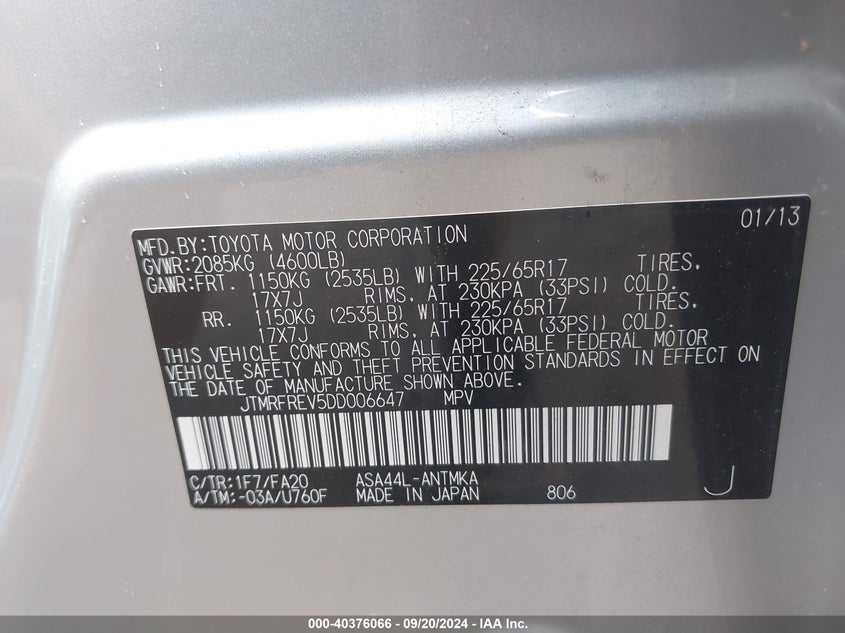 01/13
MFD.BY:TOYOTA MOTOR CORPORATION
GVWR:2085KG (4600LB)
GAWR:FRT. 1150KG (2535LB) WITH 225/65R17 TIRES,
17X7J RIMS, AT 230KPA (33PSI) COLD.
RR. 1150KG (2535LB) WITH 225/65R17 TIRES,
17X7J RIMS, AT 230KPA (33PSI) COLD.
THIS VEHICLE CONFORMS TO ALL APPLICABLE FEDERAL MOTOR
VEHICLE SAFETY AND THEFT PREVENTION STANDARDS IN EFFECT ON
THE DATE OF MANUFACTURE SHOWN ABOVE.
JTMRFREV5DD006647 MPV
C/TR:1F7/FA20 ASA44L-ANTMKA
A/TM:-03A/U760F MADE IN JAPAN 806 J
000-40376066 - 09/20/2024 - IAA Inc.